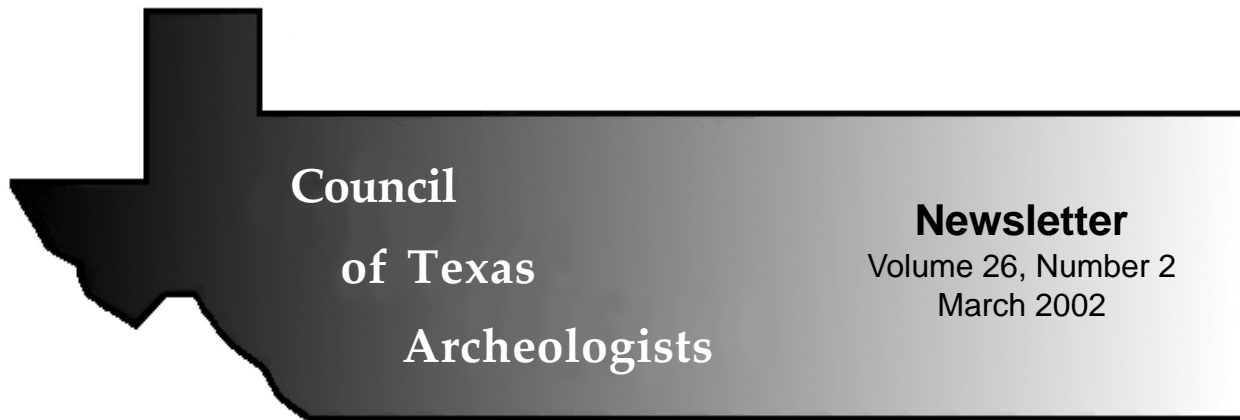 Council
of Texas
Archeologists
Newsletter
Volume 26, Number 2
March 2002